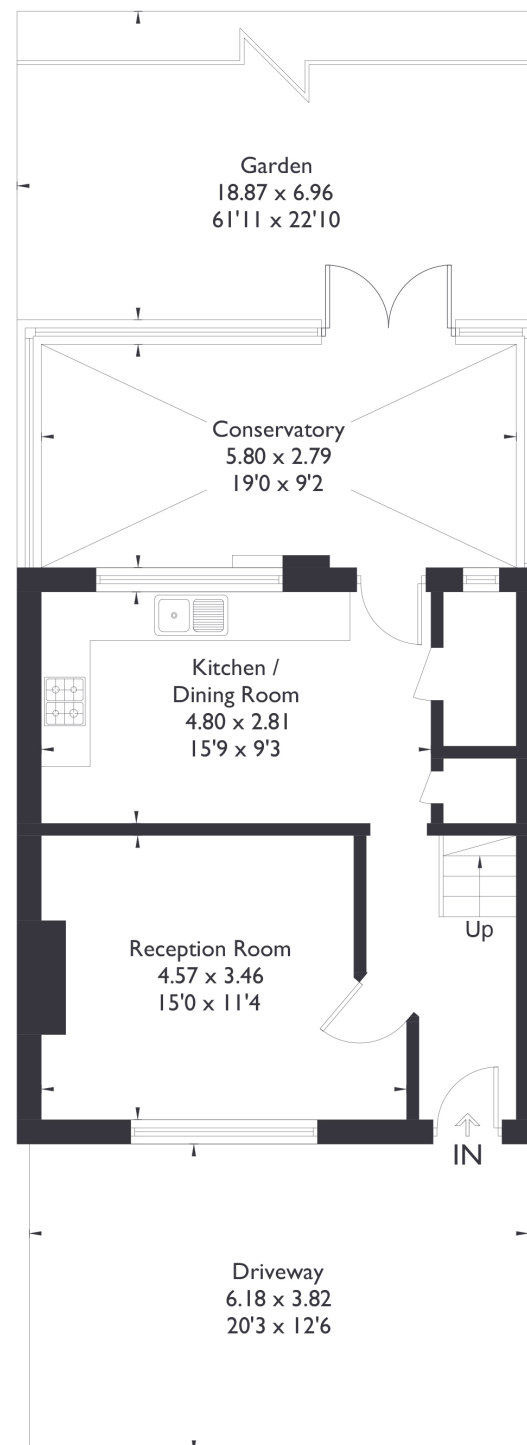 Garden
18.87 x 6.96
61'11 x 22'10
Conservatory
5.80 x 2.79
19'0 x 9'2
Kitchen /
Dining Room
4.80 x 2.81
15'9 x 9'3
Reception Room
4.57 x 3.46
15'0 x 11'4
Up
IN
Driveway
6.18 x 3.82
20'3 x 12'6